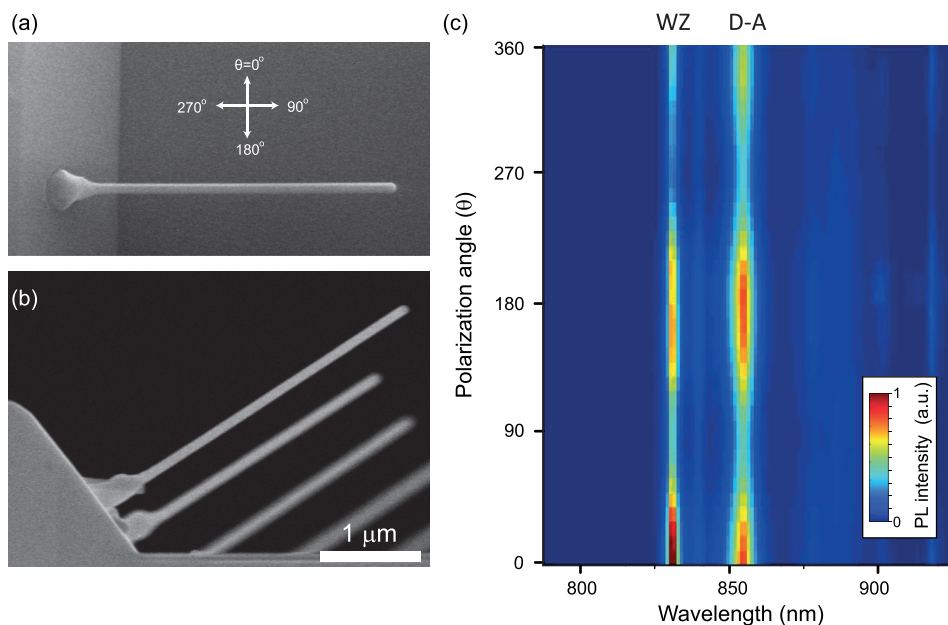 (a)
θ=0°
270°
90°
180°
(b)
1 μm
(c)
WZ
D-A
360
270
180
90
0
Polarization angle (θ)
800
850
900
Wavelength (nm)
1
0
PL intensity (a.u.)